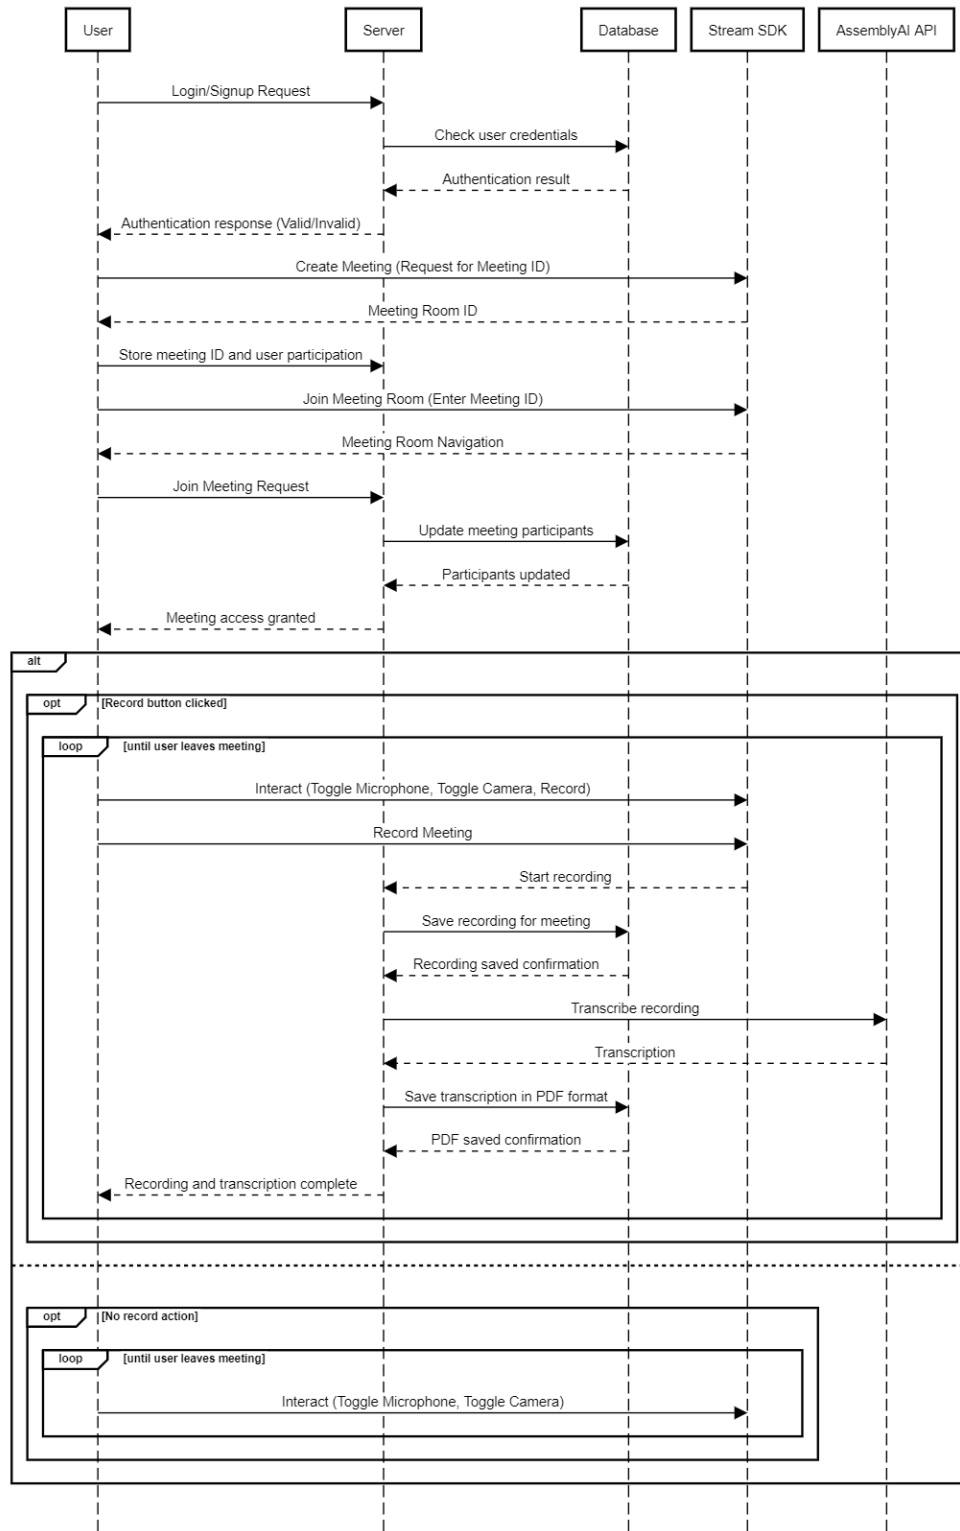 User
Server
Database
Stream SDK
AssemblyAI API
Login/Signup Request
Check user credentials
Authentication result
Authentication response (Valid/Invalid)
Create Meeting (Request for Meeting ID)
Meeting Room ID
Store meeting ID and user participation
Join Meeting Room (Enter Meeting ID)
Meeting Room Navigation
Join Meeting Request
Update meeting participants
Participants updated
Meeting access granted
alt
opt [Record button clicked]
loop [until user leaves meeting]
Interact (Toggle Microphone, Toggle Camera, Record)
Record Meeting
Start recording
Save recording for meeting
Recording saved confirmation
Transcribe recording
Transcription
Save transcription in PDF format
PDF saved confirmation
Recording and transcription complete
opt [No record action]
loop [until user leaves meeting]
Interact (Toggle Microphone, Toggle Camera)